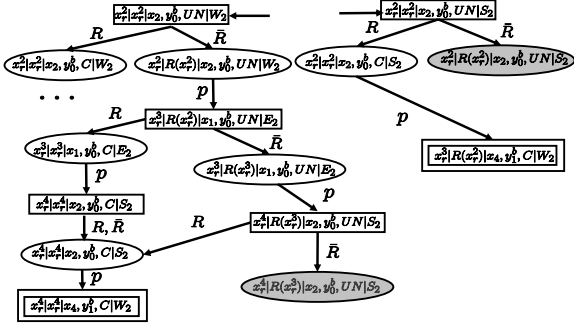 x_r^2|x_r^2|x_2, y_0^b, UN|W_2
x_r^2|x_r^2|x_2, y_0^b, UN|S_2
R
R̄
R
R̄
x_r^2|x_r^2|x_2, y_0^b, C|W_2
x_r^2|R(x_r^2)|x_2, y_0^b, UN|W_2
x_r^2|x_r^2|x_2, y_0^b, C|S_2
x_r^2|R(x_r^2)|x_2, y_0^b, UN|S_2
...
p
R
x_r^3|R(x_r^2)|x_1, y_0^b, UN|E_2
p
R̄
x_r^3|x_r^3|x_1, y_0^b, C|E_2
x_r^3|R(x_r^3)|x_1, y_0^b, UN|E_2
x_r^3|R(x_r^2)|x_4, y_1^b, C|W_2
p
p
x_r^4|x_r^4|x_2, y_0^b, C|S_2
R
x_r^4|R(x_r^3)|x_2, y_0^b, UN|S_2
R, R̄
R̄
x_r^4|x_r^4|x_2, y_0^b, C|S_2
p
x_r^4|R(x_r^3)|x_2, y_0^b, UN|S_2
x_r^4|x_r^4|x_4, y_1^b, C|W_2